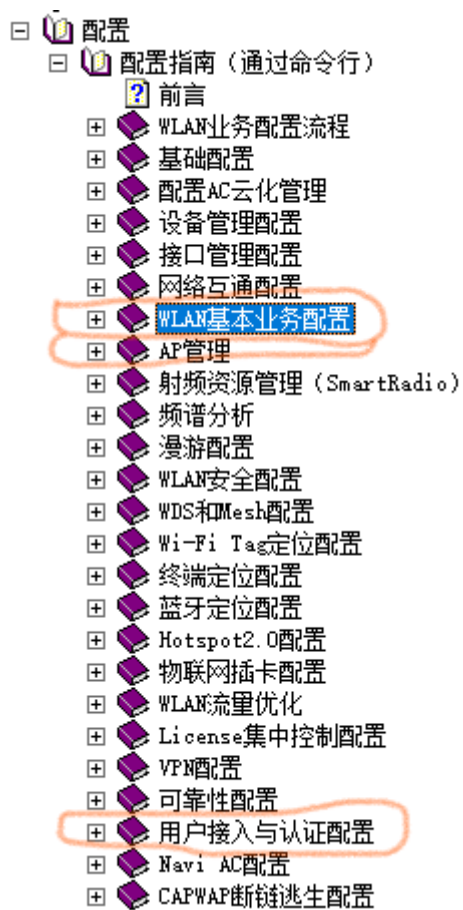 配置
配置指南（通过命令行）
前言
WLAN业务配置流程
基础配置
配置AC云化管理
设备管理配置
接口管理配置
网络互通配置
WLAN基本业务配置
AP管理
射频资源管理（SmartRadio）
频谱分析
漫游配置
WLAN安全配置
WDS和Mesh配置
Wi-Fi Tag定位配置
终端定位配置
蓝牙定位配置
Hotspot2.0配置
物联网插卡配置
WLAN流量优化
License集中控制配置
VPN配置
可靠性配置
用户接入与认证配置
Navi AC配置
CAPWAP断链逃生配置